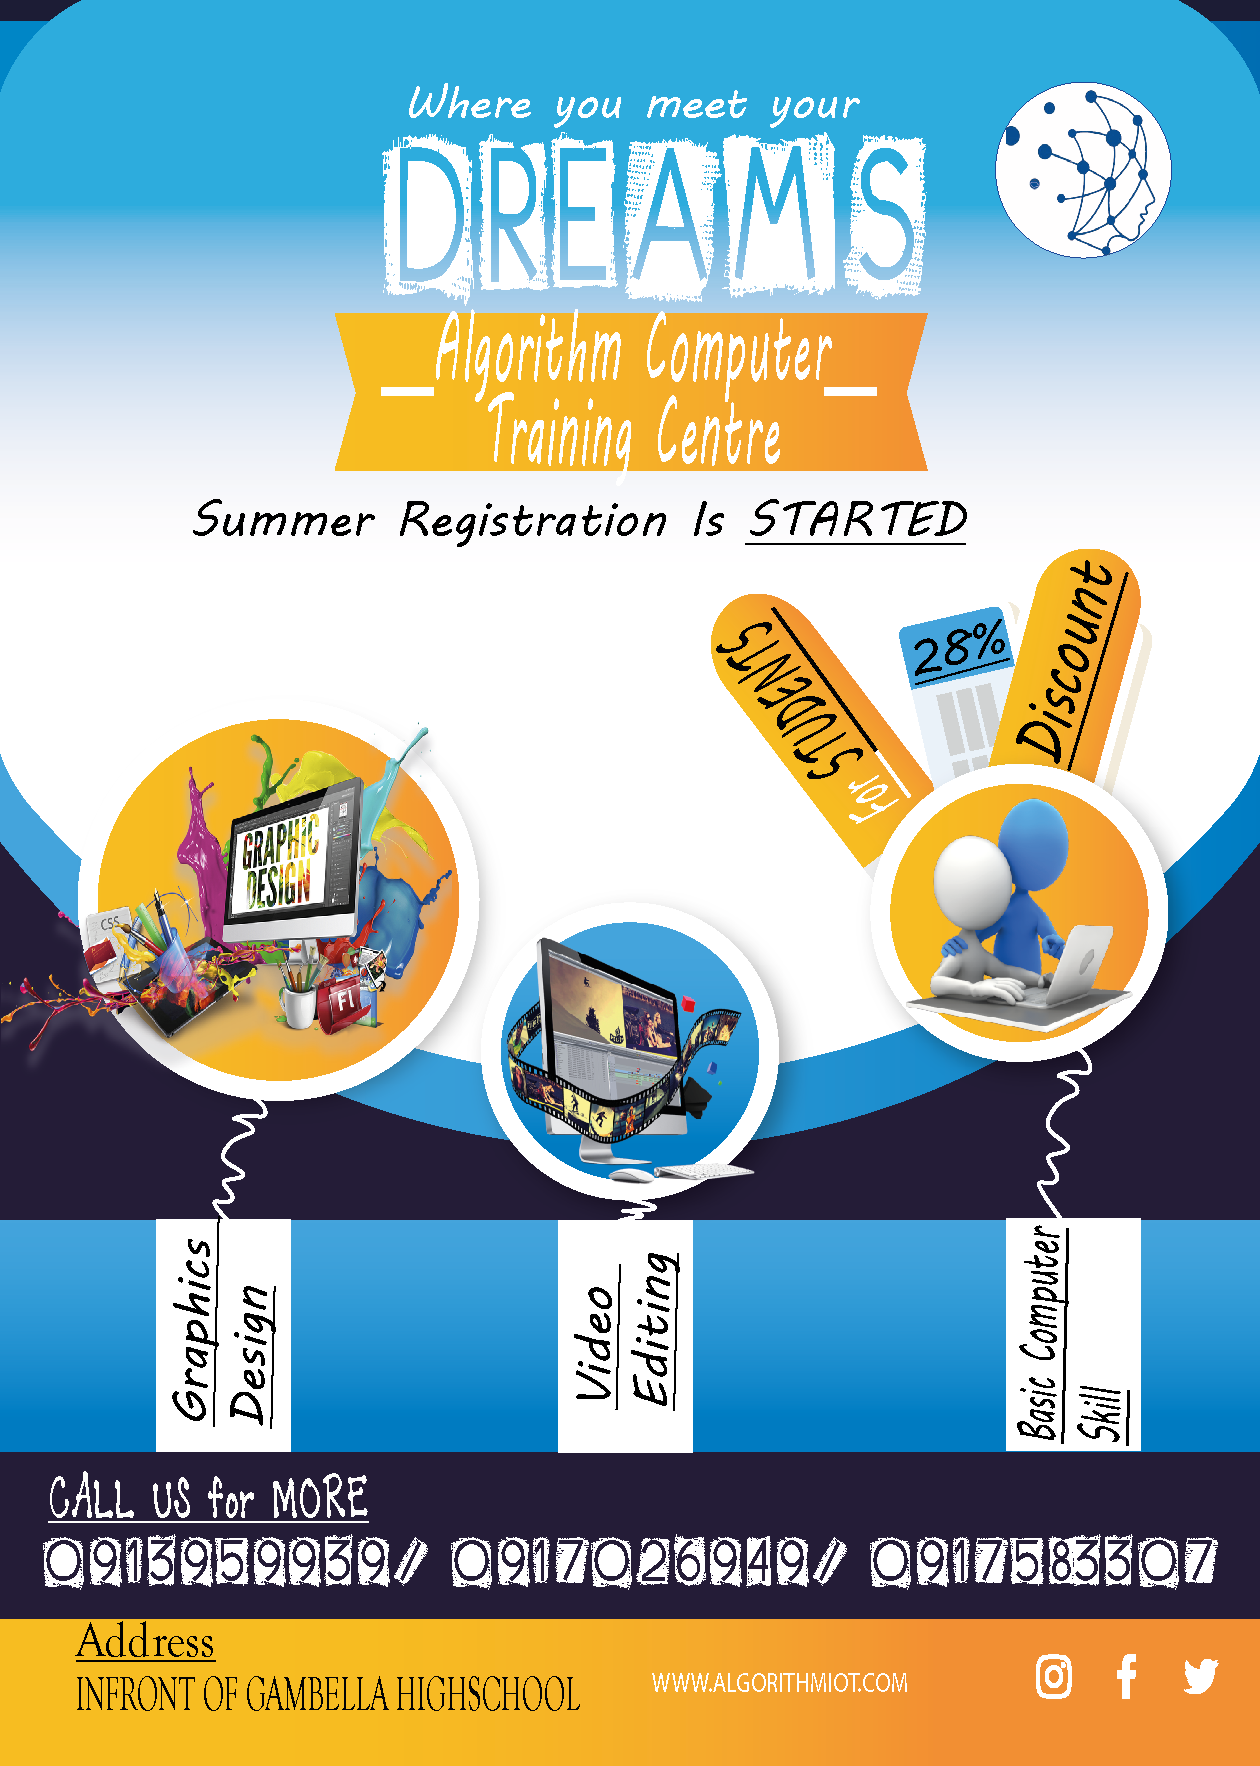 Where you meet your
DREAMS
Algorithm Computer
Training Centre
Summer Registration Is STARTED
For STUDENTS
28%
Discount
GRAPHIC
DESIGN
CSS
Fl
Graphics
Design
Video
Editing
Basic Computer
Skill
CALL US for MORE
0913959939// 0917026949// 0917583307
Address
INFRONT OF GAMBELLA HIGHSCHOOL
WWW.ALGORITHMIOT.COM